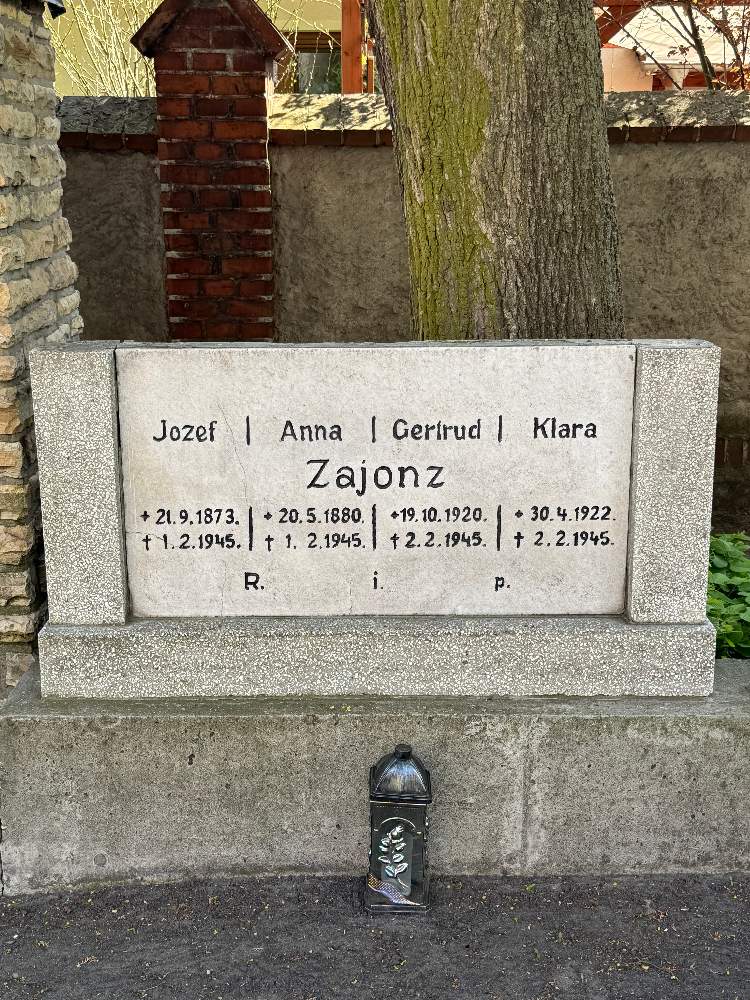 Jozef | Anna | Gertrud | Klara
Zajonz
* 21.9.1873. | * 20.5.1880. | * 19.10.1920. | * 30.4.1922.
† 1.2.1945. | † 1. 2.1945. | † 2.2.1945. | † 2.2.1945.
R. i. p.